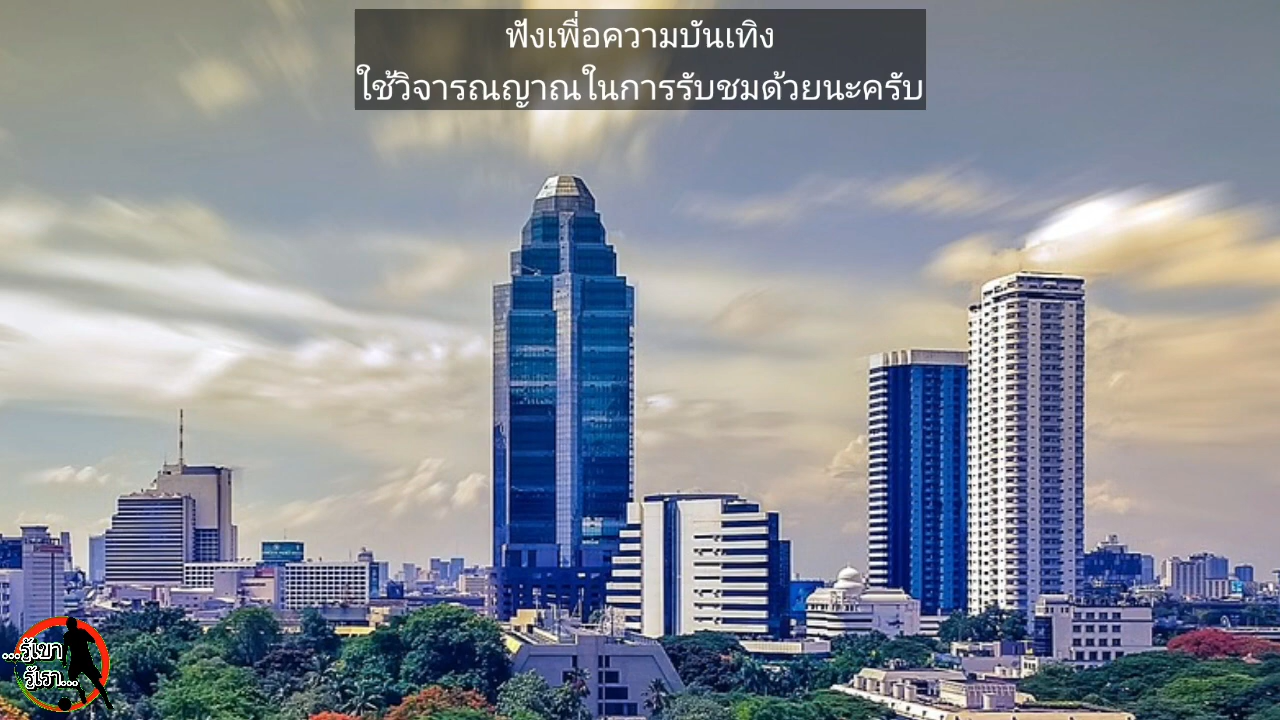 ฟังเพื่อความบันเทิง
ใช้วิจารณญาณในการรับชมด้วยนะครับ
...รู้เขา
รู้เรา...